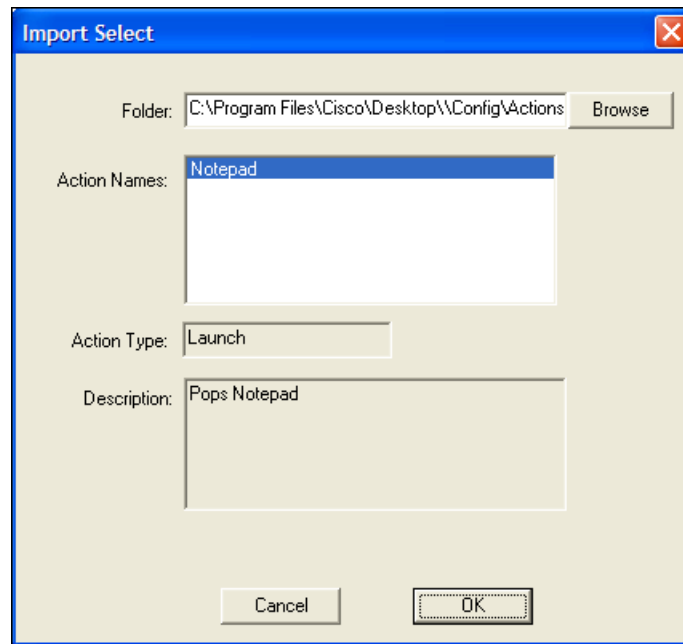 Import Select
Folder: C:\Program Files\Cisco\Desktop\\Config\Actions Browse
Action Names: Notepad
Action Type: Launch
Description: Pops Notepad
Cancel OK